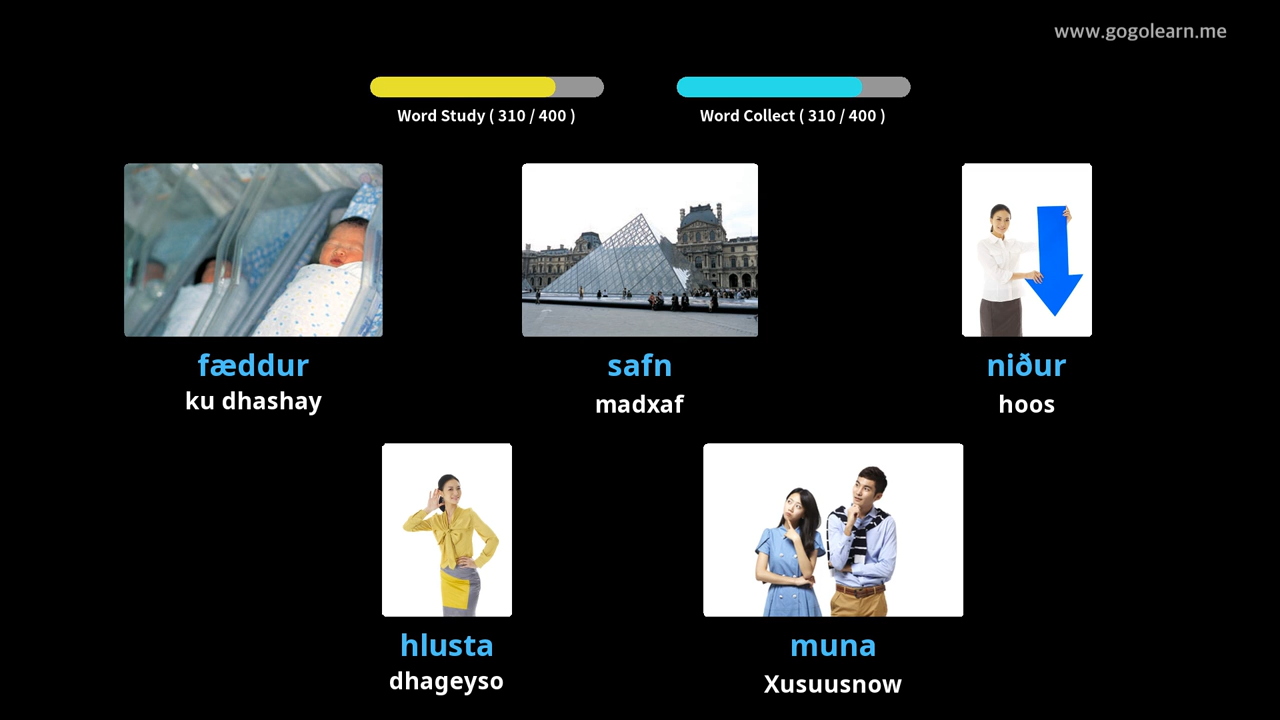 www.gogolearn.me
Word Study ( 310 / 400 )
Word Collect ( 310 / 400 )
fæddur
ku dhashay
safn
madxaf
niður
hoos
hlusta
dhageyso
muna
Xusuusnow